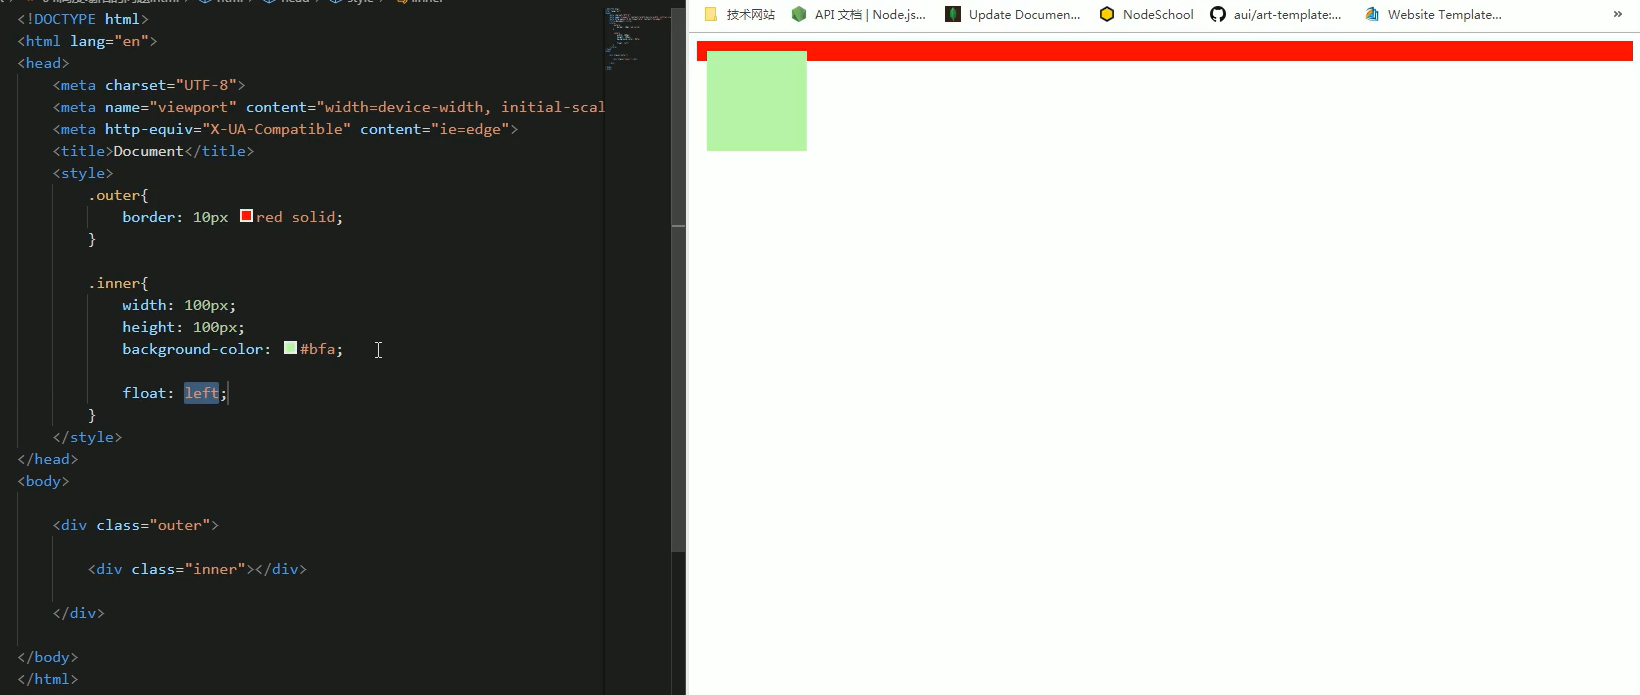 <!DOCTYPE html>
<html lang="en">
<head>
<meta charset="UTF-8">
<meta name="viewport" content="width=device-width, initial-scal
<meta http-equiv="X-UA-Compatible" content="ie=edge">
<title>Document</title>
<style>
.outer{
border: 10px red solid;
}
.inner{
width: 100px;
height: 100px;
background-color: #bfa;
float: left;
}
</style>
</head>
<body>
<div class="outer">
<div class="inner"></div>
</div>
</body>
</html>
技术网站
API 文档 | Node.js...
Update Documen...
NodeSchool
aui/art-template:...
Website Template...
»